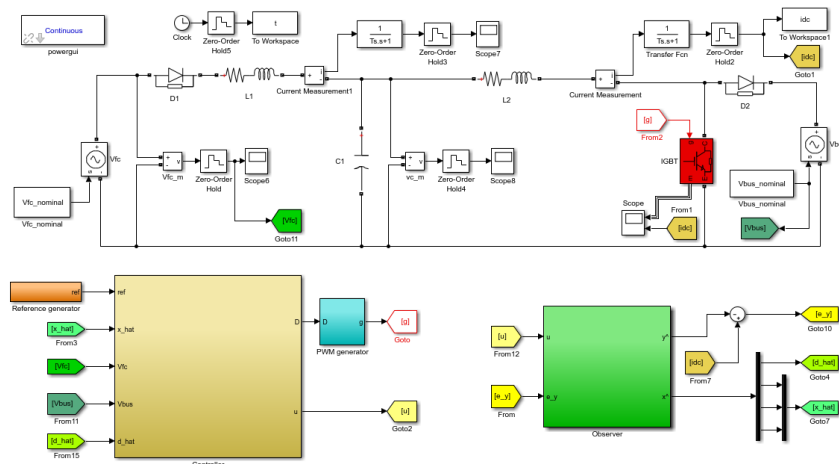 Continuous
powergui
Clock
Zero-Order
Hold5
t
To Workspace
1
Ts.s+1
Zero-Order
Hold3
Scope7
1
Ts.s+1
Transfer Fcn
Zero-Order
Hold2
idc
To Workspace1
[idc]
Goto1
D1
L1
+
-
i
Current Measurement1
L2
+
-
i
Current Measurement
D2
Vfc
Vfc_nominal
Vfc_nominal
+
-
v
Vfc_m
Zero-Order
Hold
Scope6
[Vfc]
Goto11
+
C1
+
-
v
vc_m
Zero-Order
Hold4
Scope8
[g]
From2
IGBT
g
C
E
Scope
From1
[idc]
Vb
Vbus_nominal
Vbus_nominal
[Vbus]
Reference generator
ref
[x_hat]
From3
[Vfc]
[Vbus]
From11
[d_hat]
From15
ref
x_hat
Vfc
Vbus
d_hat
D
u
Controller
D
g
PWM generator
[g]
Goto
[u]
Goto2
[u]
From12
[e_y]
From
u
e_y
y^
x^
Observer
[idc]
From7
-
+
[e_y]
Goto10
[d_hat]
Goto4
[x_hat]
Goto7